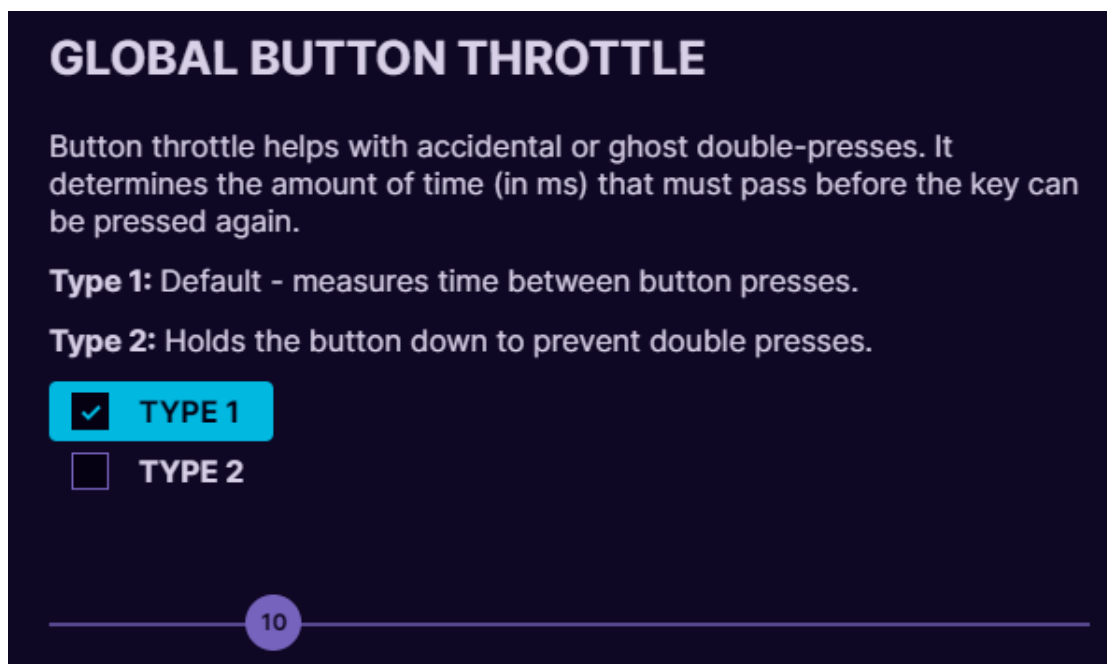 GLOBAL BUTTON THROTTLE
Button throttle helps with accidental or ghost double-presses. It
determines the amount of time (in ms) that must pass before the key can
be pressed again.
Type 1: Default - measures time between button presses.
Type 2: Holds the button down to prevent double presses.
TYPE 1
TYPE 2
10